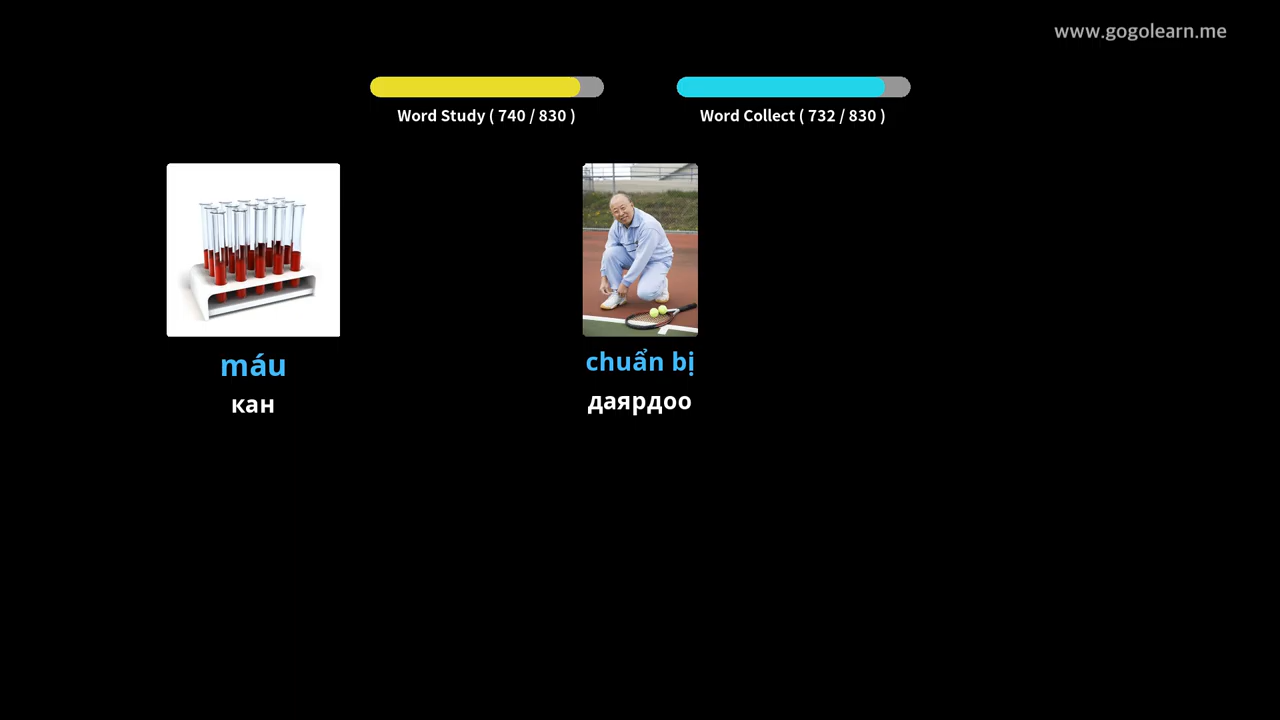 www.gogolearn.me
Word Study ( 740 / 830 )
Word Collect ( 732 / 830 )
máu
кан
chuẩn bị
даярдоо